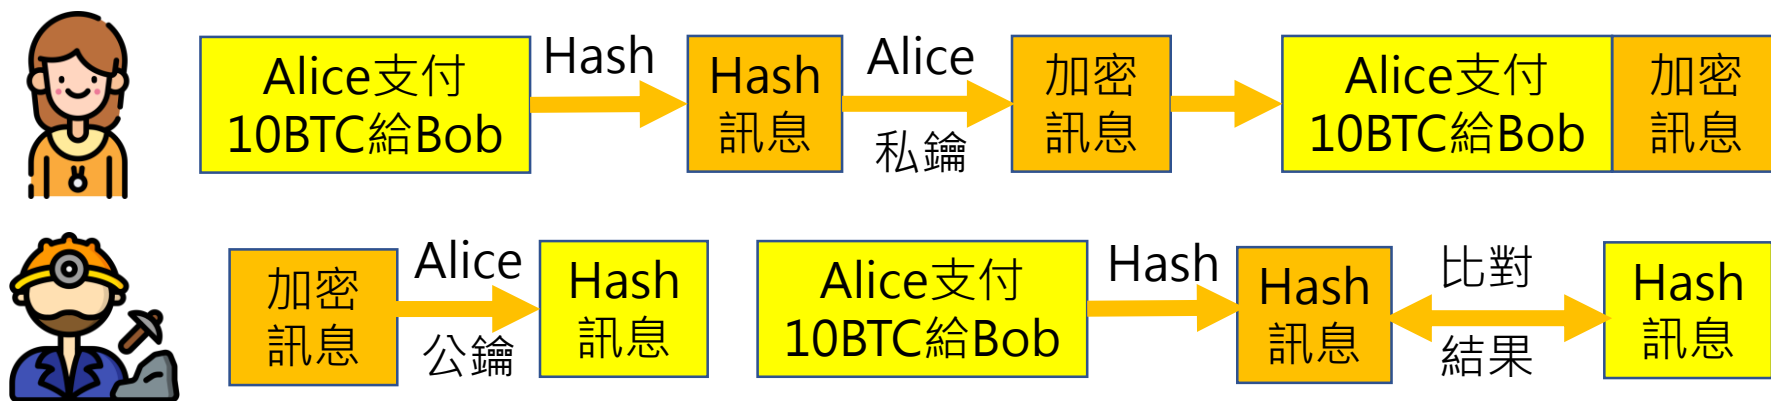 Alice支付
10BTC給Bob
Hash
Hash
訊息
Alice
私鑰
加密
訊息
Alice支付
10BTC給Bob
加密
訊息
加密
訊息
Alice
公鑰
Hash
訊息
Alice支付
10BTC給Bob
Hash
Hash
訊息
比對
結果
Hash
訊息